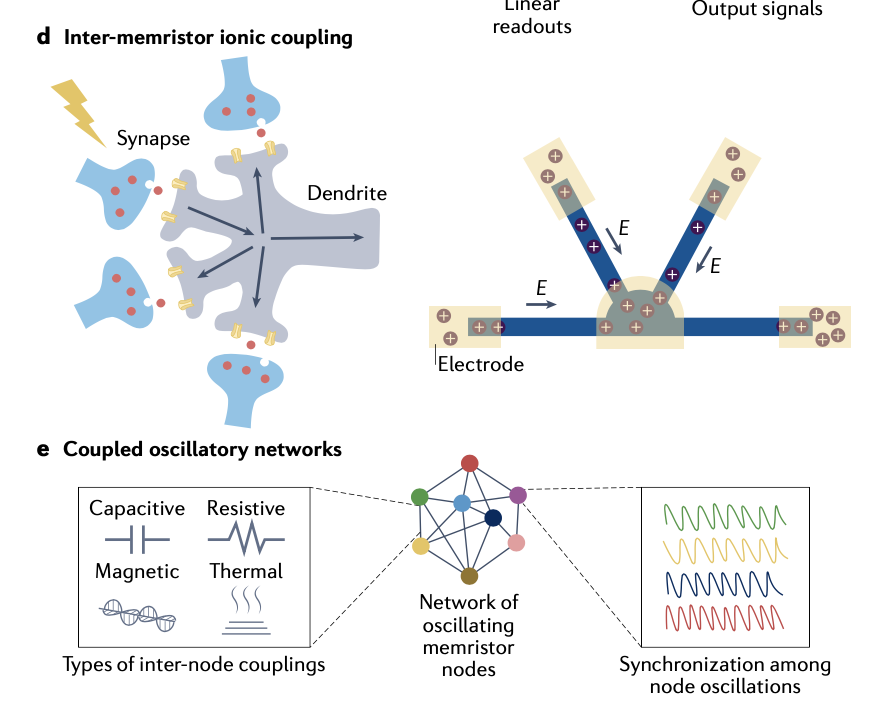 Linear
readouts
Output signals
d Inter-memristor ionic coupling
Synapse
Dendrite
E
E
E
Electrode
e Coupled oscillatory networks
Capacitive
Resistive
Magnetic
Thermal
Types of inter-node couplings
Network of
oscillating
memristor
nodes
Synchronization among
node oscillations